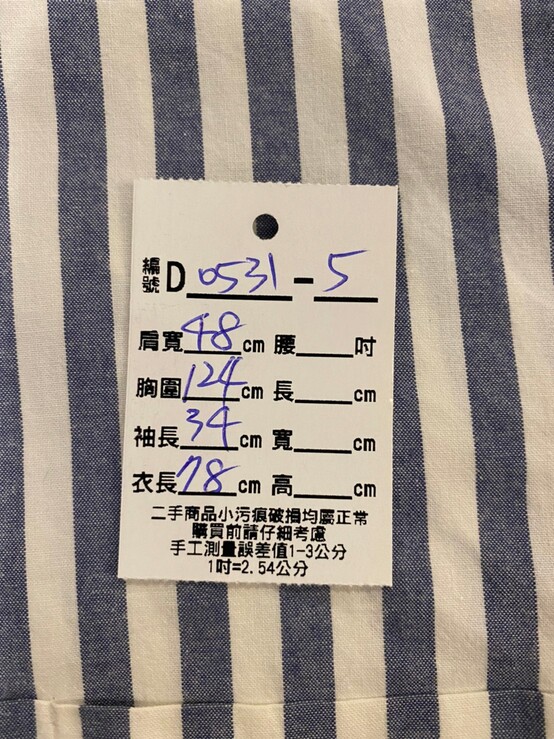 編號 D 0531 - 5
肩寬 48 cm 腰 吋
胸圍 124 cm 長 cm
袖長 34 cm 寬 cm
衣長 78 cm 高 cm
二手商品小污痕破損均屬正常
購買前請仔細考慮
手工測量誤差值1-3公分
1吋=2.54公分